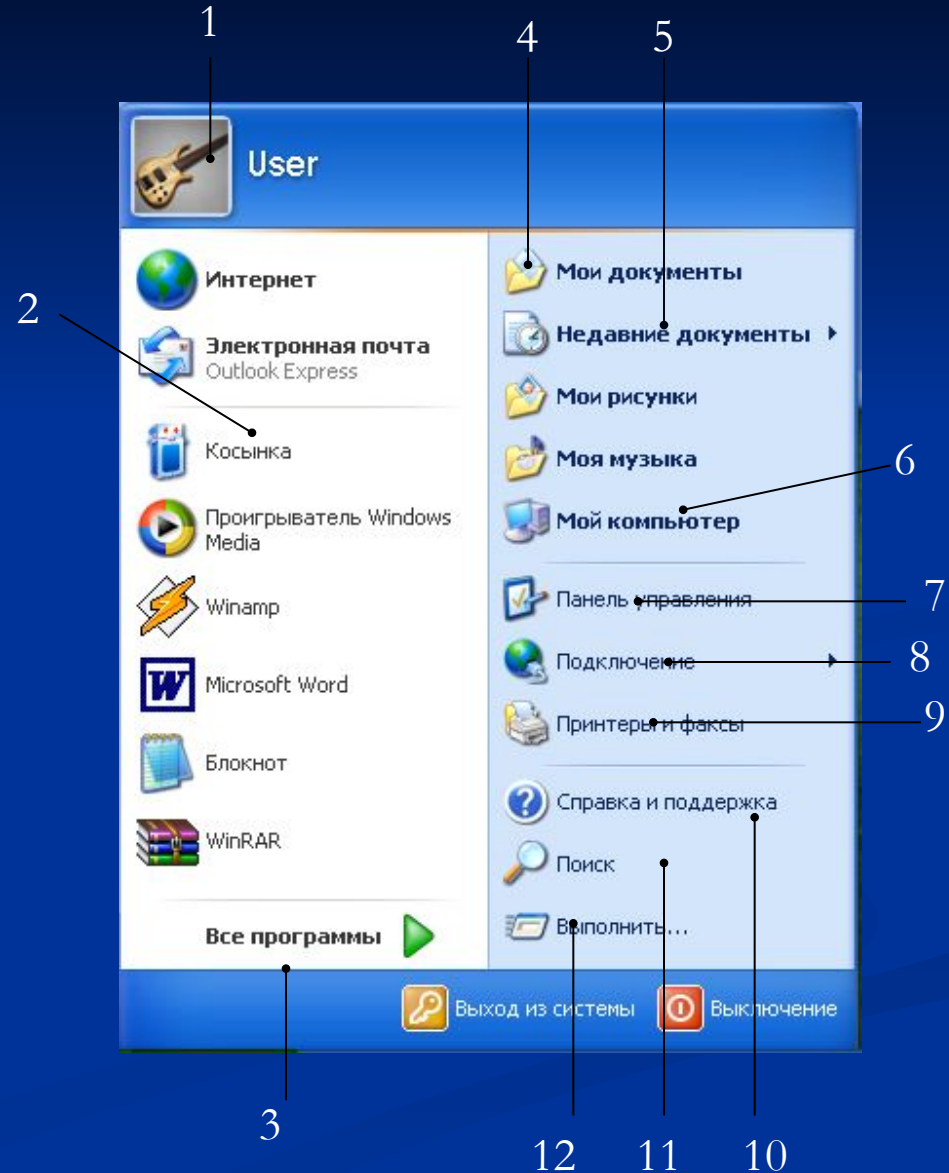 1
4
5
User
Интернет
Мои документы
2
Электронная почта
Outlook Express
Недавние документы
Мои рисунки
Косынка
Моя музыка
6
Проигрыватель Windows
Media
Мой компьютер
Winamp
Панель управления
7
Microsoft Word
Подключение
8
Принтеры и факсы
9
Блокнот
Справка и поддержка
WinRAR
Поиск
Все программы
Выполнить...
Выход из системы
Выключение
3
12
11
10